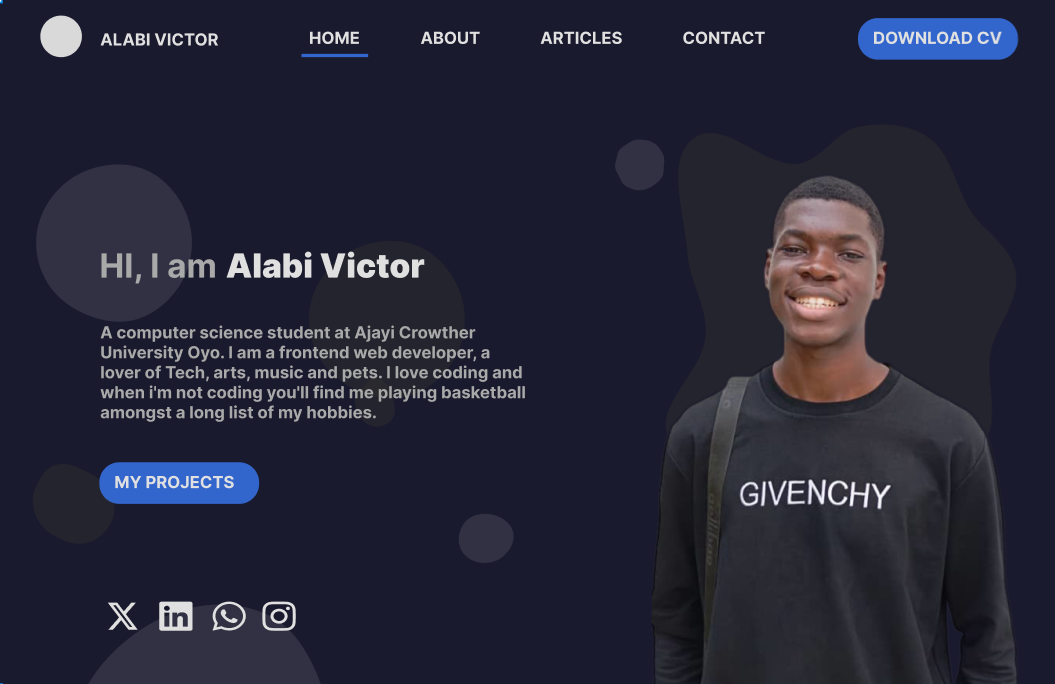 ALABI VICTOR
HOME
ABOUT
ARTICLES
CONTACT
DOWNLOAD CV
HI, I am Alabi Victor
A computer science student at Ajayi Crowther
University Oyo. I am a frontend web developer, a
lover of Tech, arts, music and pets. I love coding and
when i'm not coding you'll find me playing basketball
amongst a long list of my hobbies.
MY PROJECTS
in
GIVENCHY